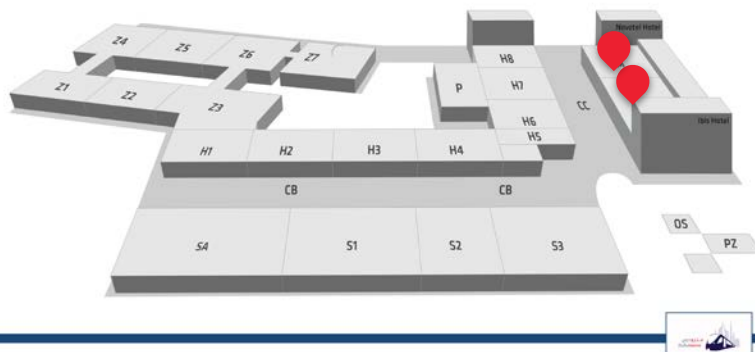 Novotel Hotel
Z4
Z5
Z6
Z7
H8
Z1
Z2
Z3
P
H7
CC
H6
Ibis Hotel
H5
H1
H2
H3
H4
CB
CB
OS
SA
S1
S2
S3
PZ